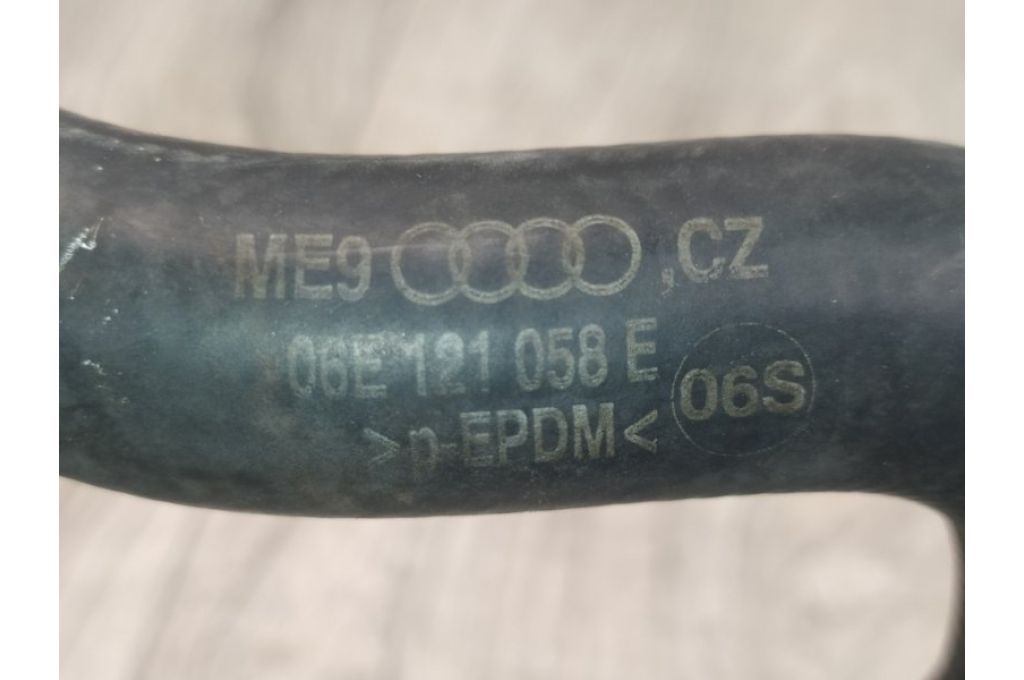 ME9 ,CZ
06E 121 058 E
>p-EPDM<
06S